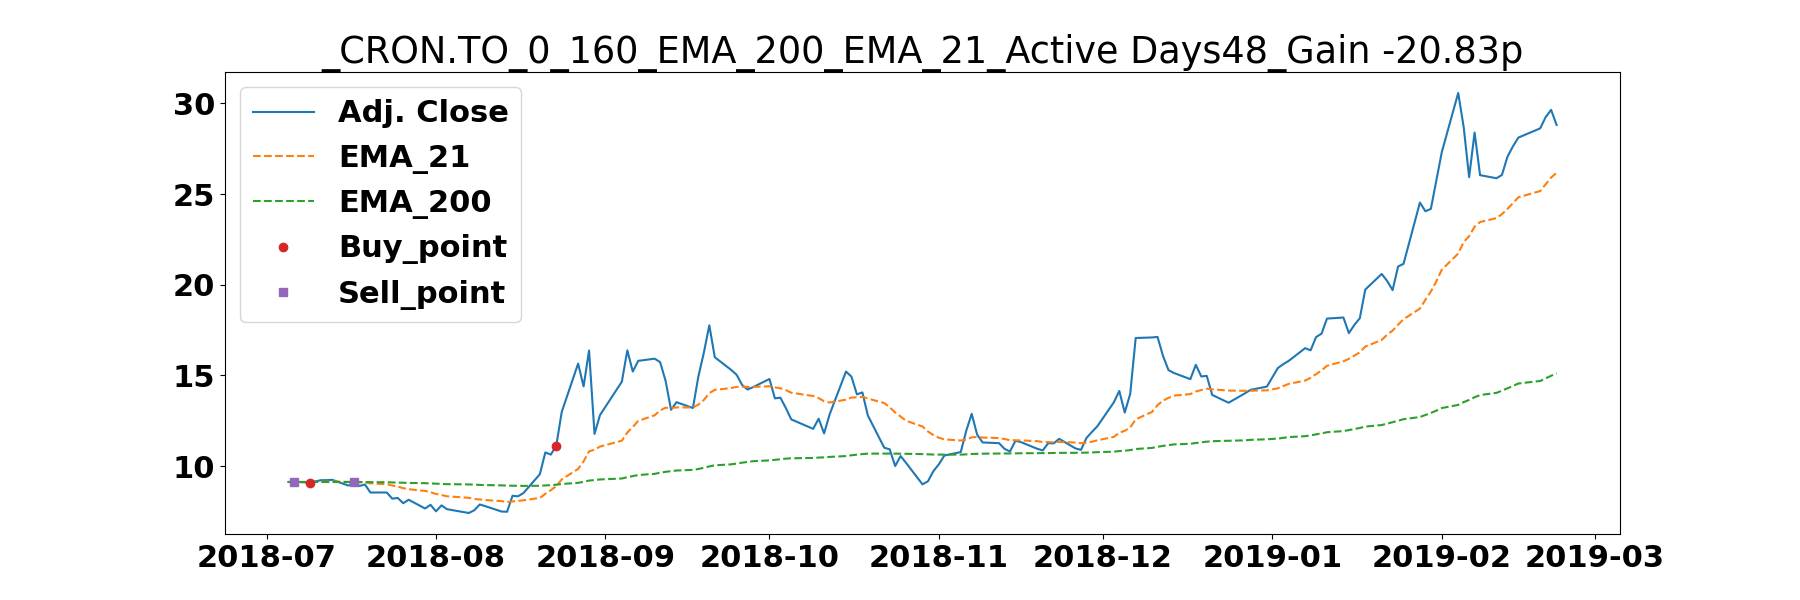 _CRON.TO_0_160_EMA_200_EMA_21_Active Days48_Gain -20.83p
30
25
20
15
10
Adj. Close
EMA_21
EMA_200
Buy_point
Sell_point
2018-07 2018-08 2018-09 2018-10 2018-11 2018-12 2019-01 2019-02 2019-03